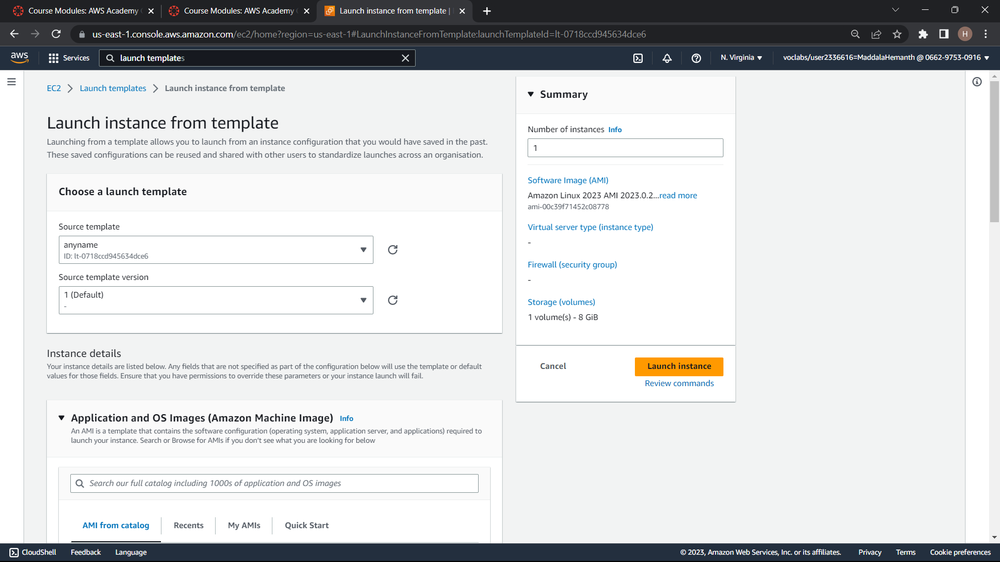 Course Modules: AWS Academy
Course Modules: AWS Academy
Launch instance from template |
us-east-1.console.aws.amazon.com/ec2/home?region=us-east-1#LaunchInstanceFromTemplate:launchTemplateId=lt-0718ccd945634dce6
H
aws
Services
launch templates
N. Virginia
voclabs/user2336616=MaddalaHemanth @ 0662-9753-0916
EC2
Launch templates
Launch instance from template
Launch instance from template
Launching from a template allows you to launch from an instance configuration that you would have saved in the past.
These saved configurations can be reused and shared with other users to standardize launches across an organisation.
Choose a launch template
Source template
anyname
ID: lt-0718ccd945634dce6
Source template version
1 (Default)
-
Instance details
Your instance details are listed below. Any fields that are not specified as part of the configuration below will use the template or default
values for those fields. Ensure that you have permissions to override these parameters or your instance launch will fail.
Application and OS Images (Amazon Machine Image) Info
An AMI is a template that contains the software configuration (operating system, application server, and applications) required to
launch your instance. Search or Browse for AMIs if you don't see what you are looking for below
Search our full catalog including 1000s of application and OS images
AMI from catalog
Recents
My AMIs
Quick Start
Summary
Number of instances Info
1
Software Image (AMI)
Amazon Linux 2023 AMI 2023.0.2...read more
ami-00c39f71452c08778
Virtual server type (instance type)
-
Firewall (security group)
-
Storage (volumes)
1 volume(s) - 8 GiB
Cancel
Launch instance
Review commands
CloudShell
Feedback
Language
© 2023, Amazon Web Services, Inc. or its affiliates.
Privacy
Terms
Cookie preferences